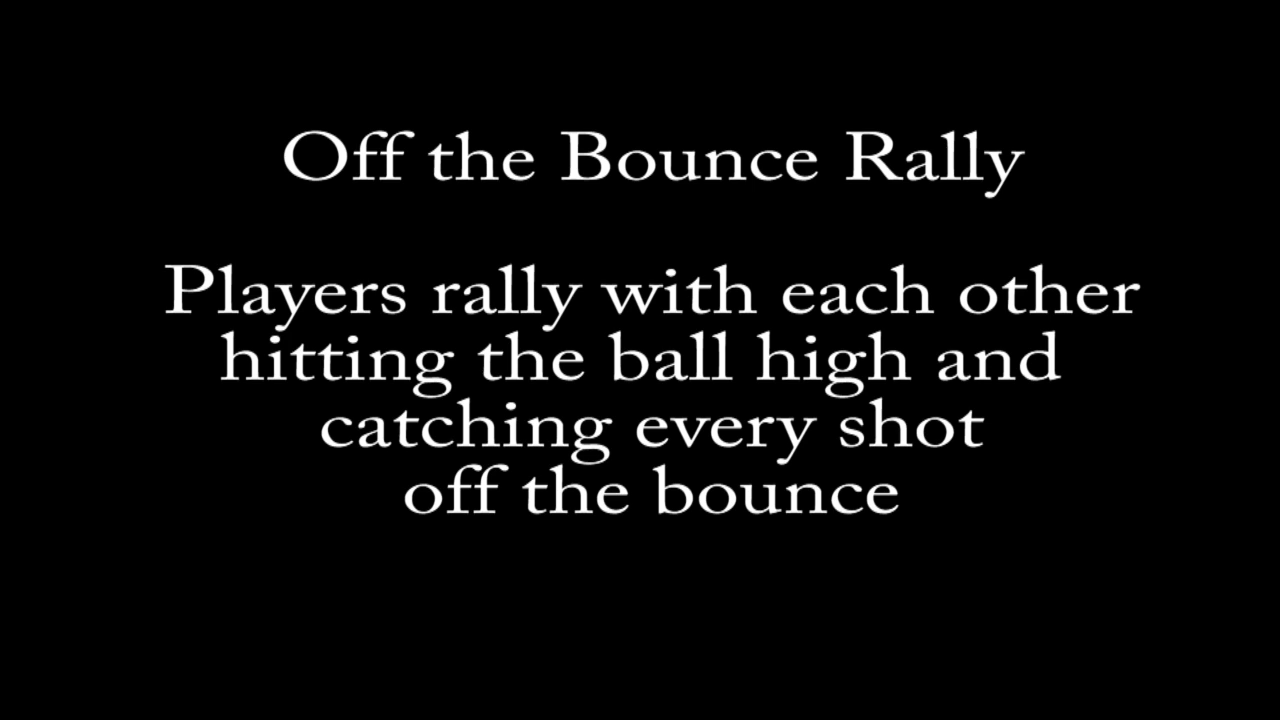 Off the Bounce Rally
Players rally with each other
hitting the ball high and
catching every shot
off the bounce